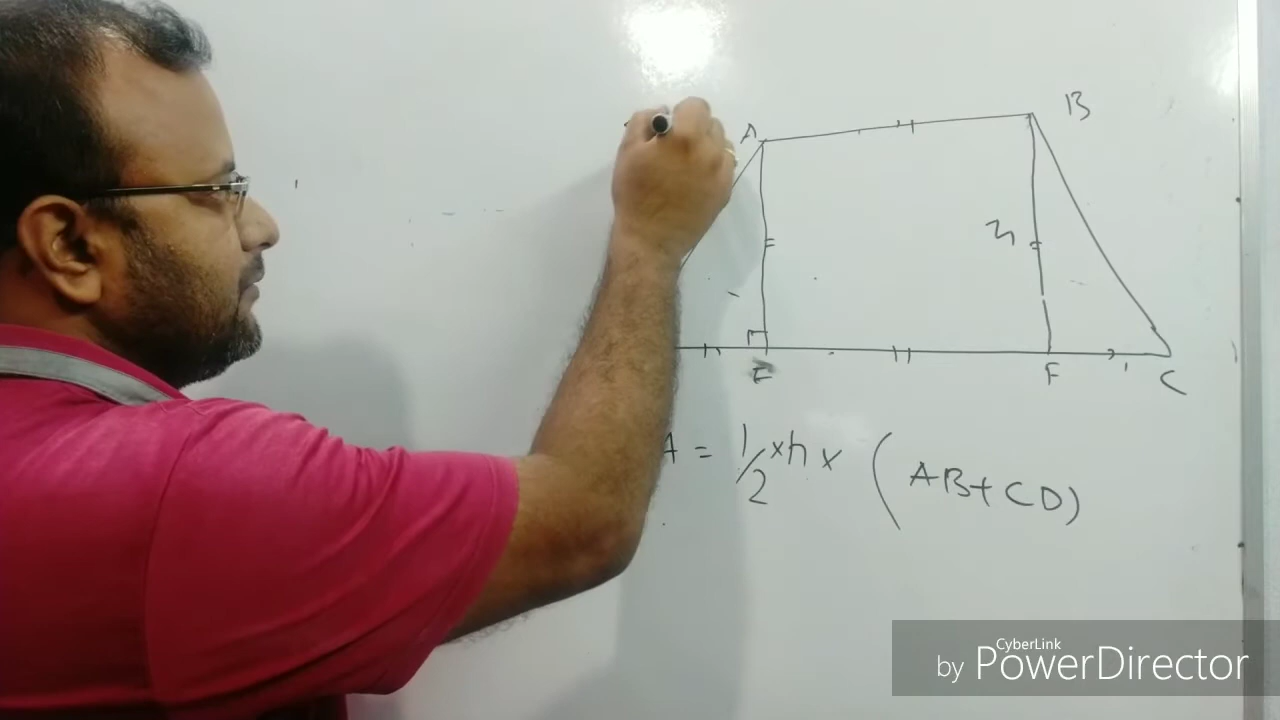 A
B
h
E
F
C
A = 1/2 x h x (AB+CD)
CyberLink
by PowerDirector